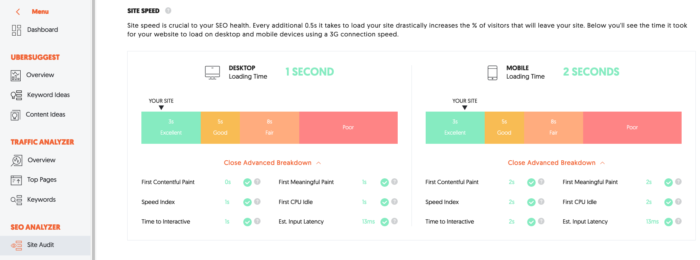 Menu
Dashboard
UBERSUGGEST
Overview
Keyword Ideas
Content Ideas
TRAFFIC ANALYZER
Overview
Top Pages
Keywords
SEO ANALYZER
Site Audit
SITE SPEED ?
Site speed is crucial to your SEO health. Every additional 0.5s it takes to load your site drastically increases the % of visitors that will leave your site. Below you'll see the time it took
for your website to load on desktop and mobile devices using a 3G connection speed.
DESKTOP
Loading Time
1 SECOND
YOUR SITE
3s
Excellent
5s
Good
8s
Fair
Poor
Close Advanced Breakdown
First Contentful Paint 0s ?
First Meaningful Paint 1s ?
Speed Index 1s ?
First CPU Idle 1s ?
Time to Interactive 1s ?
Est. Input Latency 13ms ?
MOBILE
Loading Time
2 SECONDS
YOUR SITE
3s
Excellent
5s
Good
8s
Fair
Poor
Close Advanced Breakdown
First Contentful Paint 2s ?
First Meaningful Paint 2s ?
Speed Index 2s ?
First CPU Idle 2s ?
Time to Interactive 2s ?
Est. Input Latency 13ms ?